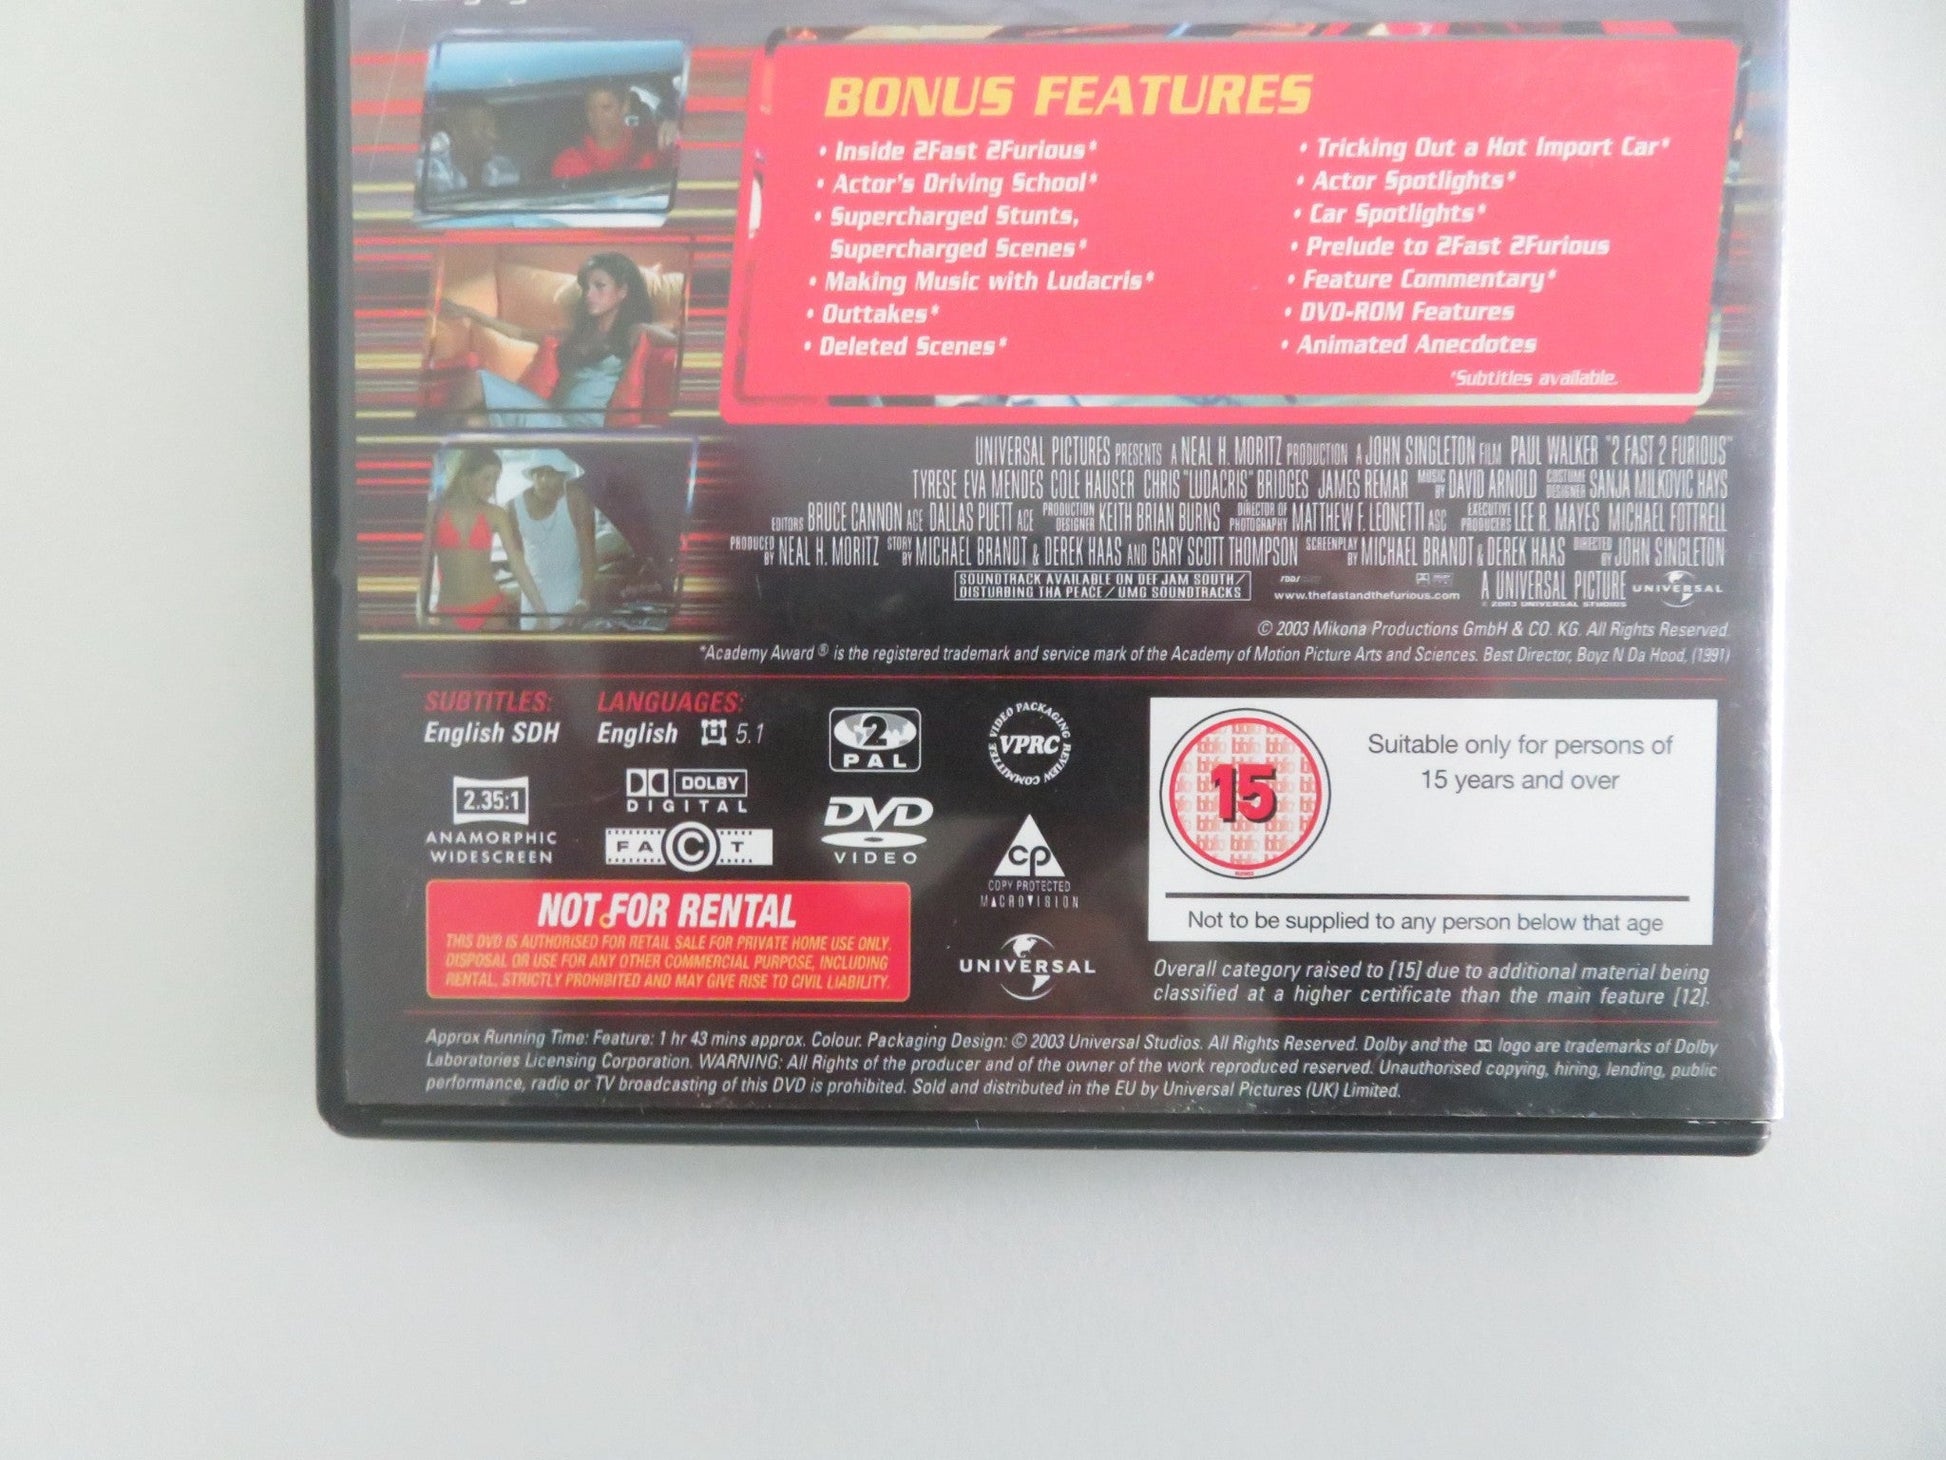 BONUS FEATURES
• Inside 2Fast 2Furious*
• Actor's Driving School*
• Supercharged Stunts,
Supercharged Scenes*
• Making Music with Ludacris*
• Outtakes*
• Deleted Scenes*
• Tricking Out a Hot Import Car*
• Actor Spotlights*
• Car Spotlights*
• Prelude to 2Fast 2Furious
• Feature Commentary*
• DVD-ROM Features
• Animated Anecdotes
*Subtitles available.
UNIVERSAL PICTURES PRESENTS A NEAL H. MORITZ PRODUCTION A JOHN SINGLETON FILM PAUL WALKER "2 FAST 2 FURIOUS"
TYRESE EVA MENDES COLE HAUSER CHRIS "LUDACRIS" BRIDGES JAMES REMAR MUSIC BY DAVID ARNOLD COSTUME DESIGNER SANJA MILKOVIC HAYS
EDITORS BRUCE CANNON ACE DALLAS PUETT ACE PRODUCTION DESIGNER KEITH BRIAN BURNS DIRECTOR OF PHOTOGRAPHY MATTHEW F. LEONETTI ASC EXECUTIVE PRODUCERS LEE R. MAYES MICHAEL FOTTRELL
PRODUCED BY NEAL H. MORITZ STORY BY MICHAEL BRANDT & DEREK HAAS AND GARY SCOTT THOMPSON SCREENPLAY BY MICHAEL BRANDT & DEREK HAAS DIRECTED BY JOHN SINGLETON
SOUNDTRACK AVAILABLE ON DEF JAM SOUTH/
DISTURBING THA PEACE/UMG SOUNDTRACKS
www.thefastandthefurious.com
A UNIVERSAL PICTURE
© 2003 UNIVERSAL STUDIOS
UNIVERSAL
© 2003 Mikona Productions GmbH & CO. KG. All Rights Reserved.
*Academy Award ® is the registered trademark and service mark of the Academy of Motion Picture Arts and Sciences. Best Director, Boyz N Da Hood, (1991)
SUBTITLES:
English SDH
LANGUAGES:
English 5.1
2.35:1
ANAMORPHIC
WIDESCREEN
DOLBY
DIGITAL
FACT
2
PAL
DVD
VIDEO
VIDEO PACKAGING REVIEW COMMITTEE
VPRC
CP
COPY PROTECTED
MACROVISION
UNIVERSAL
NOT FOR RENTAL
THIS DVD IS AUTHORISED FOR RETAIL SALE FOR PRIVATE HOME USE ONLY.
DISPOSAL OR USE FOR ANY OTHER COMMERCIAL PURPOSE, INCLUDING
RENTAL, STRICTLY PROHIBITED AND MAY GIVE RISE TO CIVIL LIABILITY.
15
Suitable only for persons of
15 years and over
Not to be supplied to any person below that age
Overall category raised to [15] due to additional material being
classified at a higher certificate than the main feature [12].
Approx Running Time: Feature: 1 hr 43 mins approx. Colour. Packaging Design: © 2003 Universal Studios. All Rights Reserved. Dolby and the logo are trademarks of Dolby
Laboratories Licensing Corporation. WARNING: All Rights of the producer and of the owner of the work reproduced reserved. Unauthorised copying, hiring, lending, public
performance, radio or TV broadcasting of this DVD is prohibited. Sold and distributed in the EU by Universal Pictures (UK) Limited.